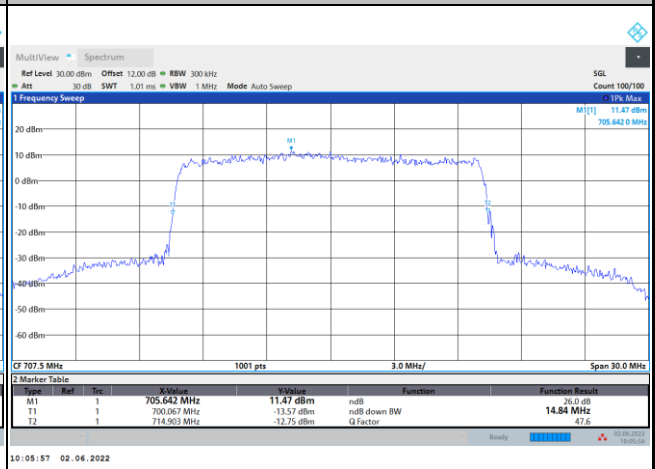 MultiView Spectrum
Ref Level 30.00 dBm Offset 12.00 dB RBW 300 kHz SGL
Att 30 dB SWT 1.01 ms VBW 1 MHz Mode Auto Sweep Count 100/100
1 Frequency Sweep 1Pk Max
M1[1] 11.47 dBm
705.642 0 MHz
M1
20 dBm
10 dBm
0 dBm
-10 dBm
-20 dBm
-30 dBm
-40 dBm
-50 dBm
-60 dBm
CF 707.5 MHz 1001 pts 3.0 MHz/ Span 30.0 MHz
2 Marker Table
Type Ref Trc X-Value Y-Value Function Function Result
M1 1 705.642 MHz 11.47 dBm ndB 26.0 dB
T1 1 700.067 MHz -13.57 dBm ndB down BW 14.84 MHz
T2 1 714.903 MHz -12.75 dBm Q Factor 47.6
Ready 02.06.2022
10:05:56
10:05:57 02.06.2022